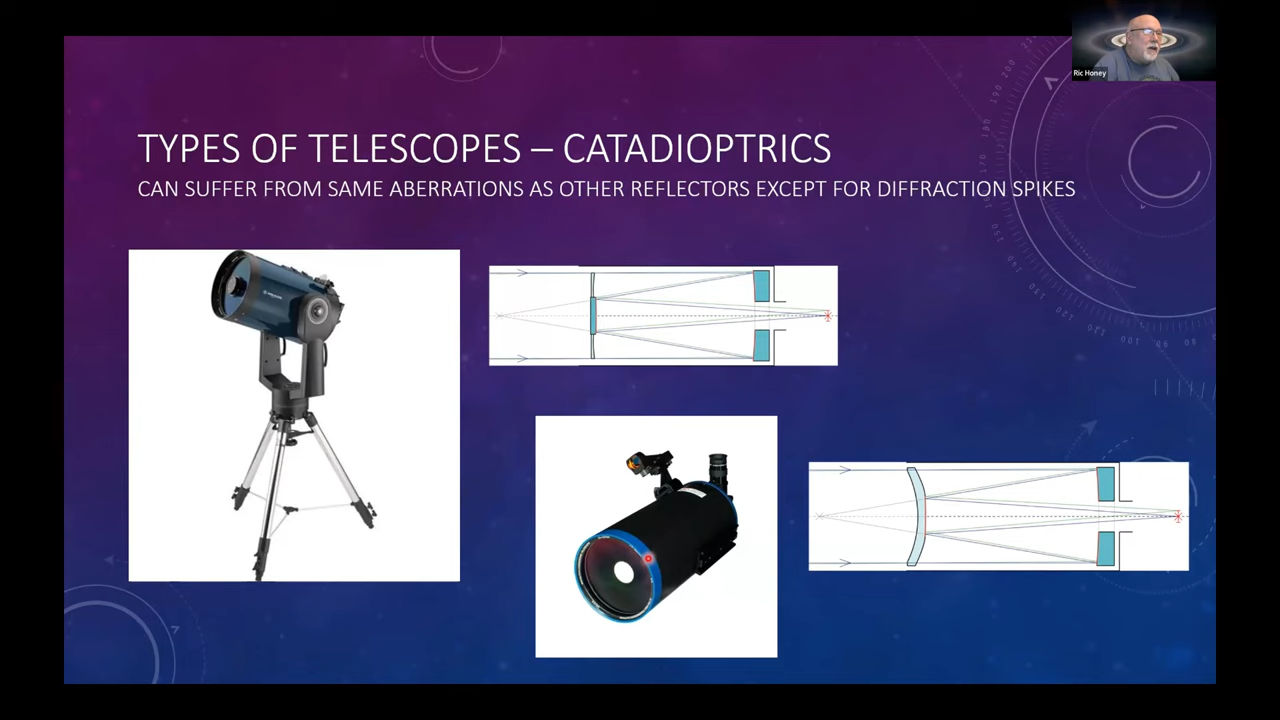 Ric Honey
TYPES OF TELESCOPES – CATADIOPTRICS
CAN SUFFER FROM SAME ABERRATIONS AS OTHER REFLECTORS EXCEPT FOR DIFFRACTION SPIKES